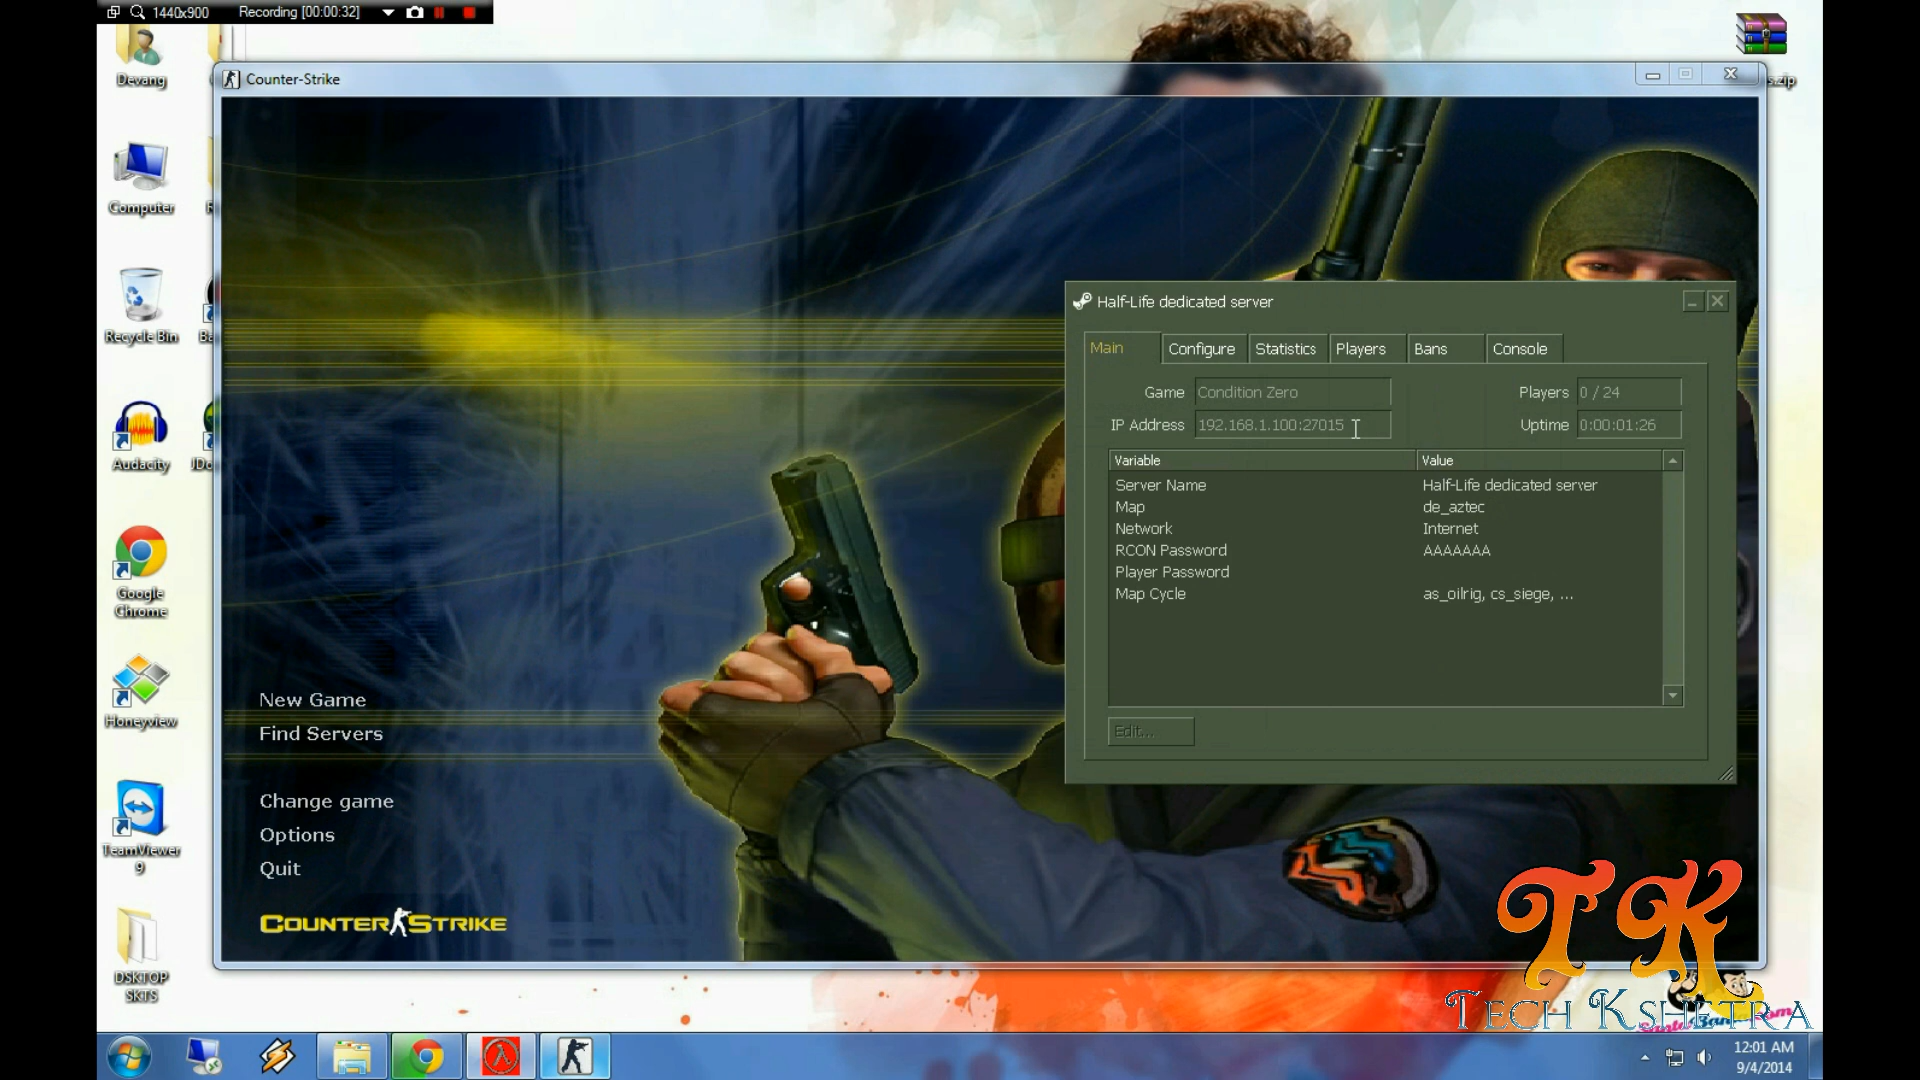 1440x900 Recording [00:00:32]
Devang
Computer
Recycle Bin
Audacity
Google
Chrome
Honeyview
TeamViewer
9
DSKTOP
SKTS
s.zip
Counter-Strike
New Game
Find Servers
Change game
Options
Quit
COUNTER STRIKE
Half-Life dedicated server
Main Configure Statistics Players Bans Console
Game Condition Zero Players 0 / 24
IP Address 192.168.1.100:27015 Uptime 0:00:01:26
Variable Value
Server Name Half-Life dedicated server
Map de_aztec
Network Internet
RCON Password AAAAAAA
Player Password
Map Cycle as_oilrig, cs_siege, ...
Edit...
TK
TECH KSHETRA
12:01 AM
9/4/2014